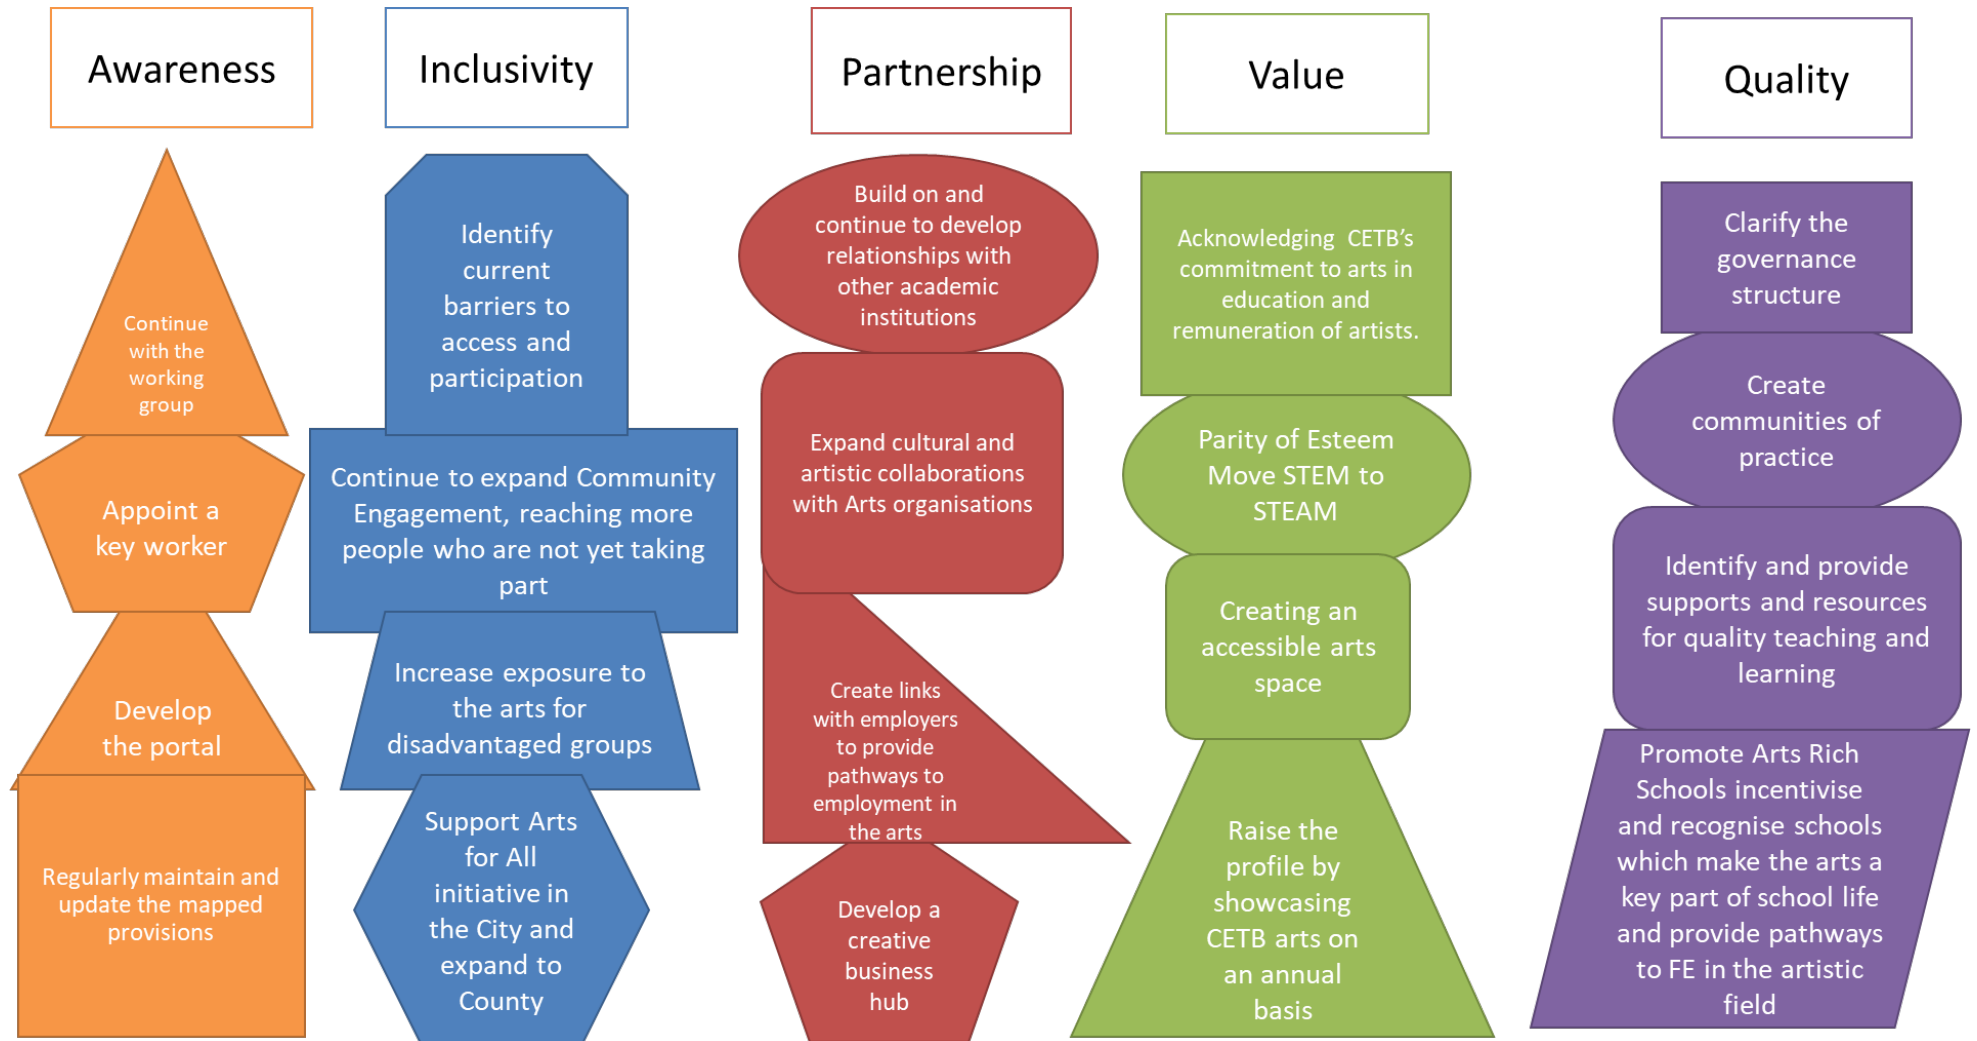 Awareness
Continue
with the
working
group
Appoint a
key worker
Develop
the portal
Regularly maintain and
update the mapped
provisions
Inclusivity
Identify
current
barriers to
access and
participation
Continue to expand Community
Engagement, reaching more
people who are not yet taking
part
Increase exposure to
the arts for
disadvantaged groups
Support Arts
for All
initiative in
the City and
expand to
County
Partnership
Build on and
continue to develop
relationships with
other academic
institutions
Expand cultural and
artistic collaborations
with Arts organisations
Create links
with employers
to provide
pathways to
employment in
the arts
Develop a
creative
business
hub
Value
Acknowledging CETB’s
commitment to arts in
education and
remuneration of artists.
Parity of Esteem
Move STEM to
STEAM
Creating an
accessible arts
space
Raise the
profile by
showcasing
CETB arts on
an annual
basis
Quality
Clarify the
governance
structure
Create
communities of
practice
Identify and provide
supports and resources
for quality teaching and
learning
Promote Arts Rich
Schools incentivise
and recognise schools
which make the arts a
key part of school life
and provide pathways
to FE in the artistic
field